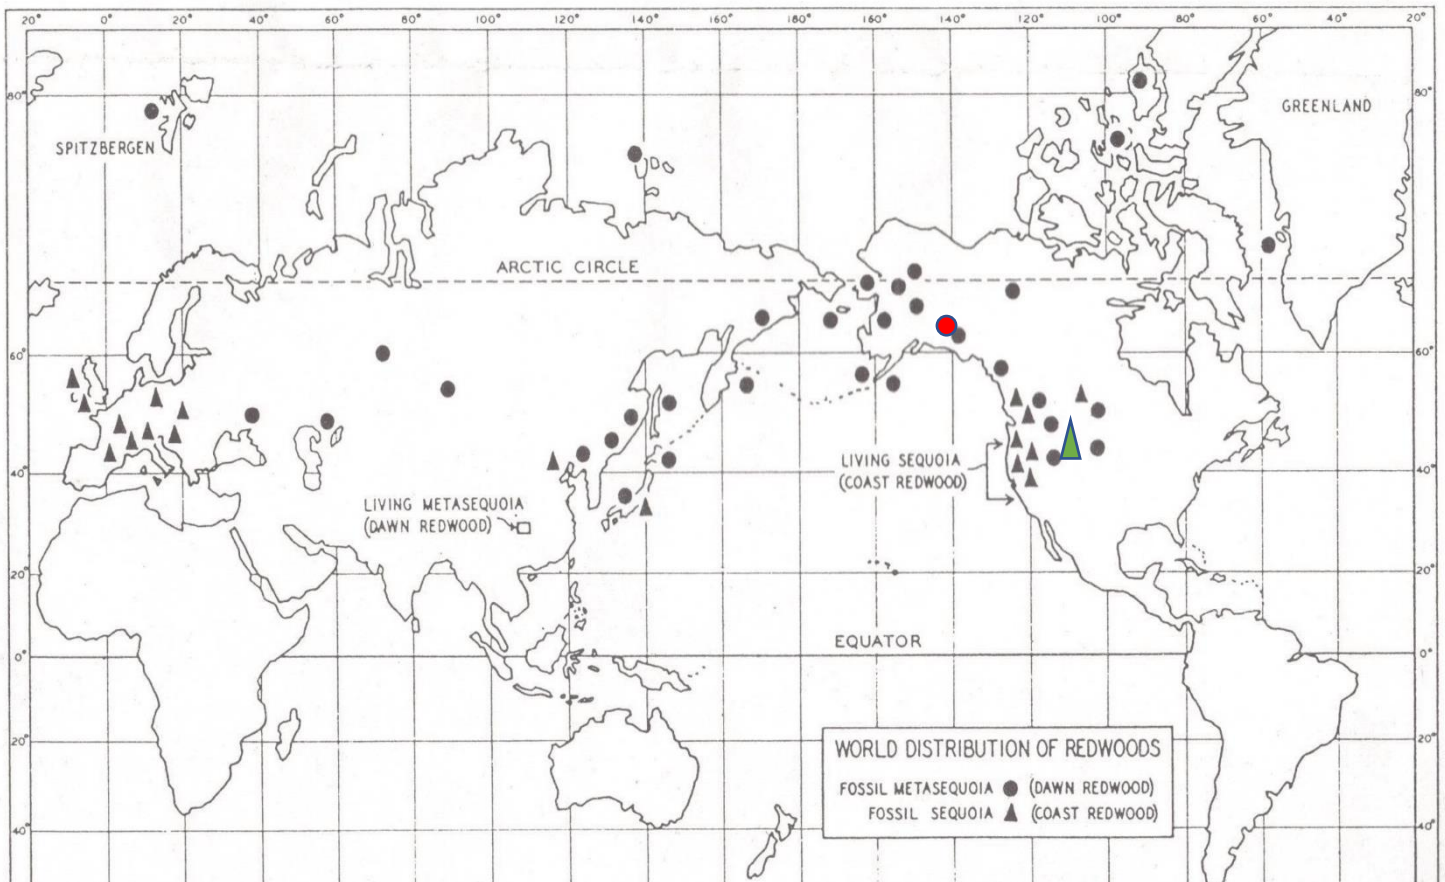 20° 0° 20° 40° 60° 80° 100° 120° 140° 160° 180° 160° 140° 120° 100° 80° 60° 40° 20°
80° 80°
GREENLAND
SPITZBERGEN
ARCTIC CIRCLE
60° 60°
LIVING SEQUOIA
(COAST REDWOOD)
40° 40°
LIVING METASEQUOIA
(DAWN REDWOOD)
20° 20°
EQUATOR
0° 0°
20° 20°
WORLD DISTRIBUTION OF REDWOODS
FOSSIL METASEQUOIA (DAWN REDWOOD)
FOSSIL SEQUOIA (COAST REDWOOD)
40° 40°